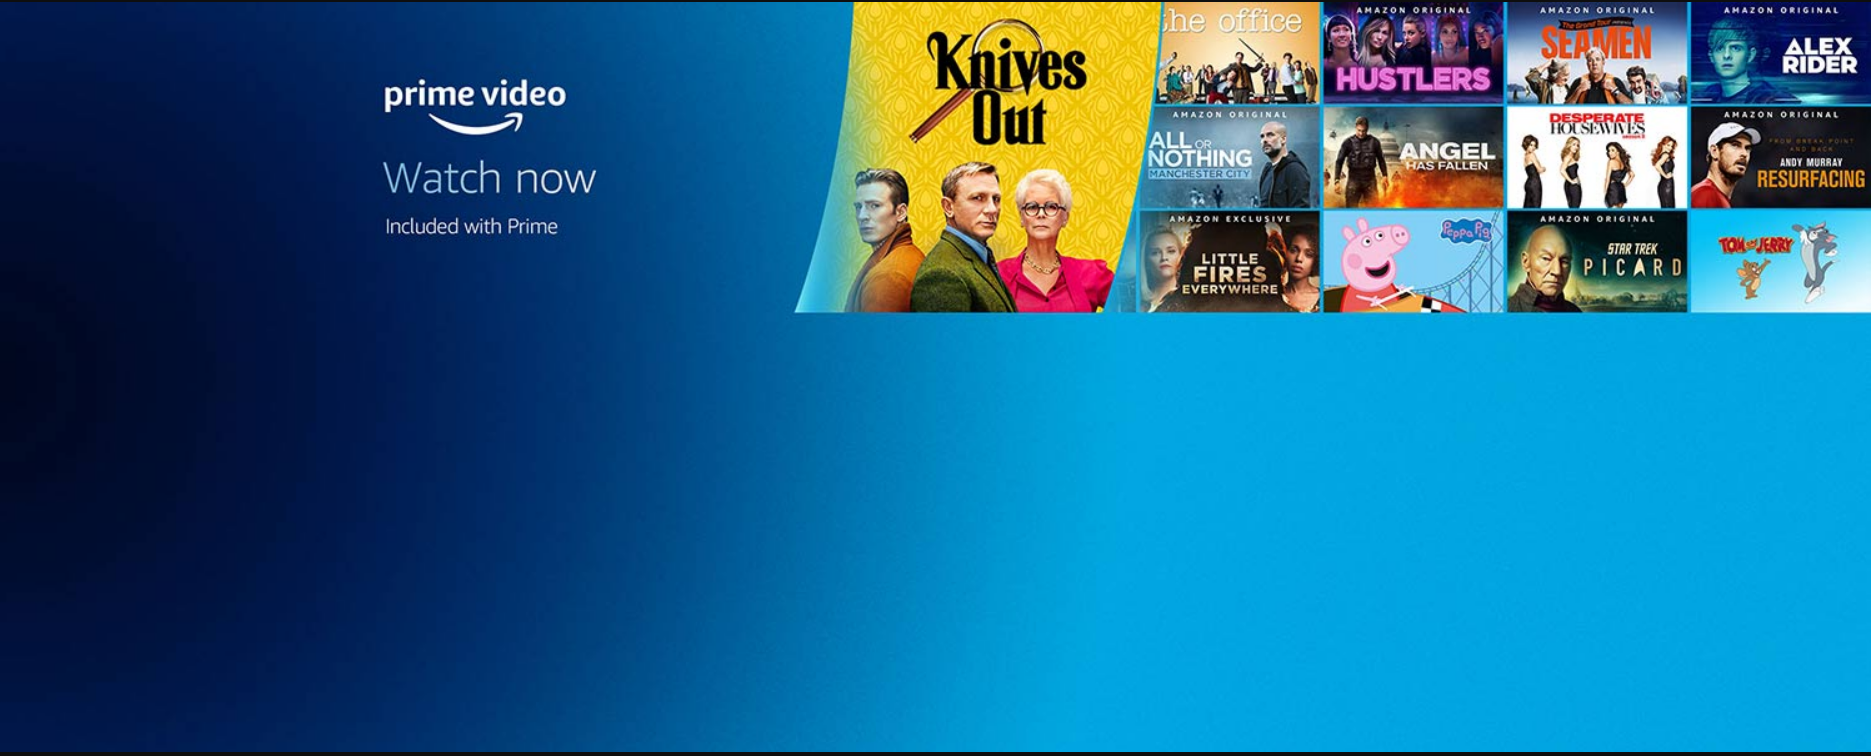 prime video
Watch now
Included with Prime
Knives
Out
the office
AMAZON ORIGINAL
HUSTLERS
AMAZON ORIGINAL
The Grand Tour PRESENTS
SEAMEN
AMAZON ORIGINAL
ALEX
RIDER
AMAZON ORIGINAL
ALL OR
NOTHING
MANCHESTER CITY
ANGEL
HAS FALLEN
DESPERATE
HOUSEWIVES
AMAZON ORIGINAL
FROM BREAK POINT
AND BACK
ANDY MURRAY
RESURFACING
AMAZON EXCLUSIVE
LITTLE
FIRES
EVERYWHERE
Peppa Pig
AMAZON ORIGINAL
STAR TREK
PICARD
TOM and JERRY